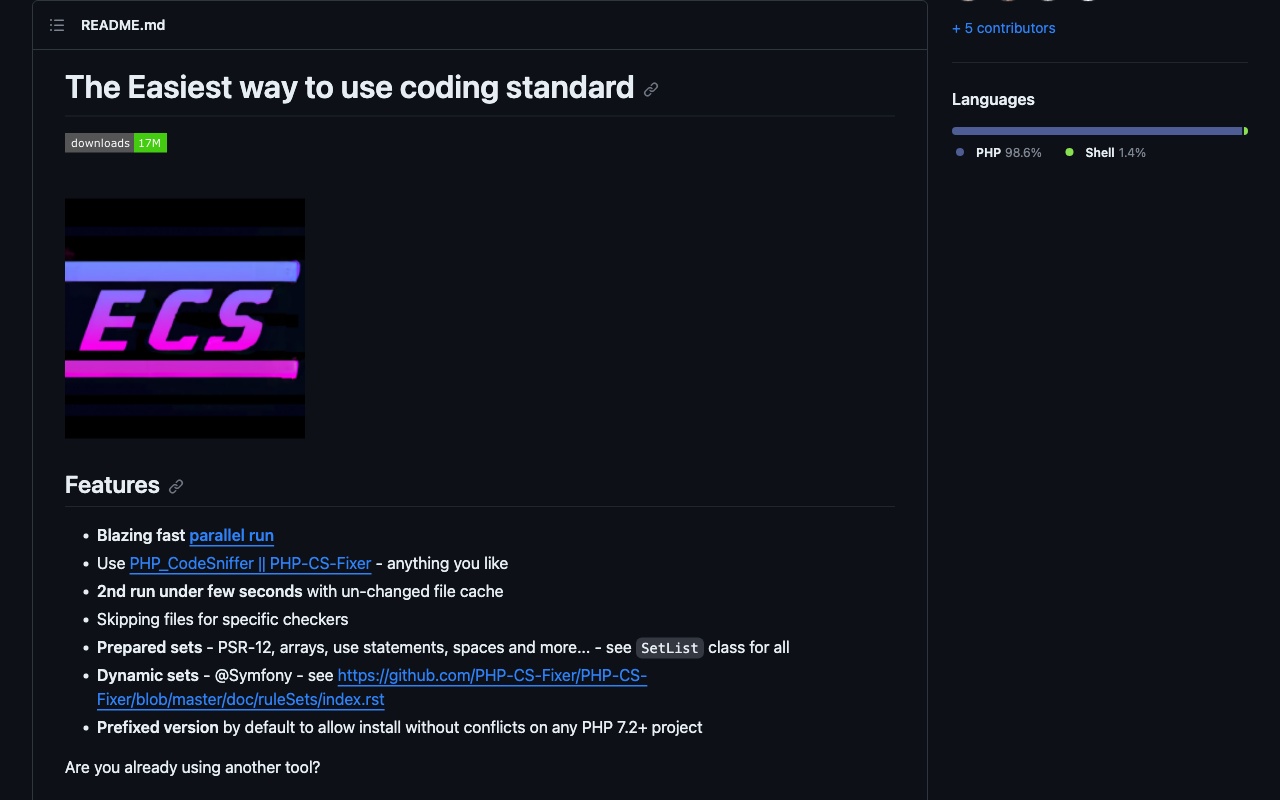 README.md
The Easiest way to use coding standard
downloads 17M
ECS
Features
Blazing fast parallel run
Use PHP_CodeSniffer || PHP-CS-Fixer - anything you like
2nd run under few seconds with un-changed file cache
Skipping files for specific checkers
Prepared sets - PSR-12, arrays, use statements, spaces and more... - see SetList class for all
Dynamic sets - @Symfony - see https://github.com/PHP-CS-Fixer/PHP-CS-
Fixer/blob/master/doc/ruleSets/index.rst
Prefixed version by default to allow install without conflicts on any PHP 7.2+ project
Are you already using another tool?
+ 5 contributors
Languages
PHP 98.6% Shell 1.4%